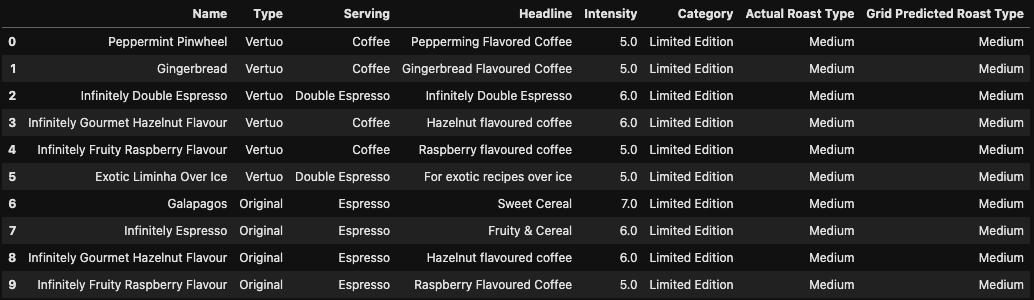 Name Type Serving Headline Intensity Category Actual Roast Type Grid Predicted Roast Type
0 Peppermint Pinwheel Vertuo Coffee Pepperming Flavored Coffee 5.0 Limited Edition Medium Medium
1 Gingerbread Vertuo Coffee Gingerbread Flavoured Coffee 5.0 Limited Edition Medium Medium
2 Infinitely Double Espresso Vertuo Double Espresso Infinitely Double Espresso 6.0 Limited Edition Medium Medium
3 Infinitely Gourmet Hazelnut Flavour Vertuo Coffee Hazelnut flavoured coffee 6.0 Limited Edition Medium Medium
4 Infinitely Fruity Raspberry Flavour Vertuo Coffee Raspberry flavoured coffee 5.0 Limited Edition Medium Medium
5 Exotic Liminha Over Ice Vertuo Double Espresso For exotic recipes over ice 5.0 Limited Edition Medium Medium
6 Galapagos Original Espresso Sweet Cereal 7.0 Limited Edition Medium Medium
7 Infinitely Espresso Original Espresso Fruity & Cereal 6.0 Limited Edition Medium Medium
8 Infinitely Gourmet Hazelnut Flavour Original Espresso Hazelnut flavoured coffee 6.0 Limited Edition Medium Medium
9 Infinitely Fruity Raspberry Flavour Original Espresso Raspberry Flavoured Coffee 5.0 Limited Edition Medium Medium